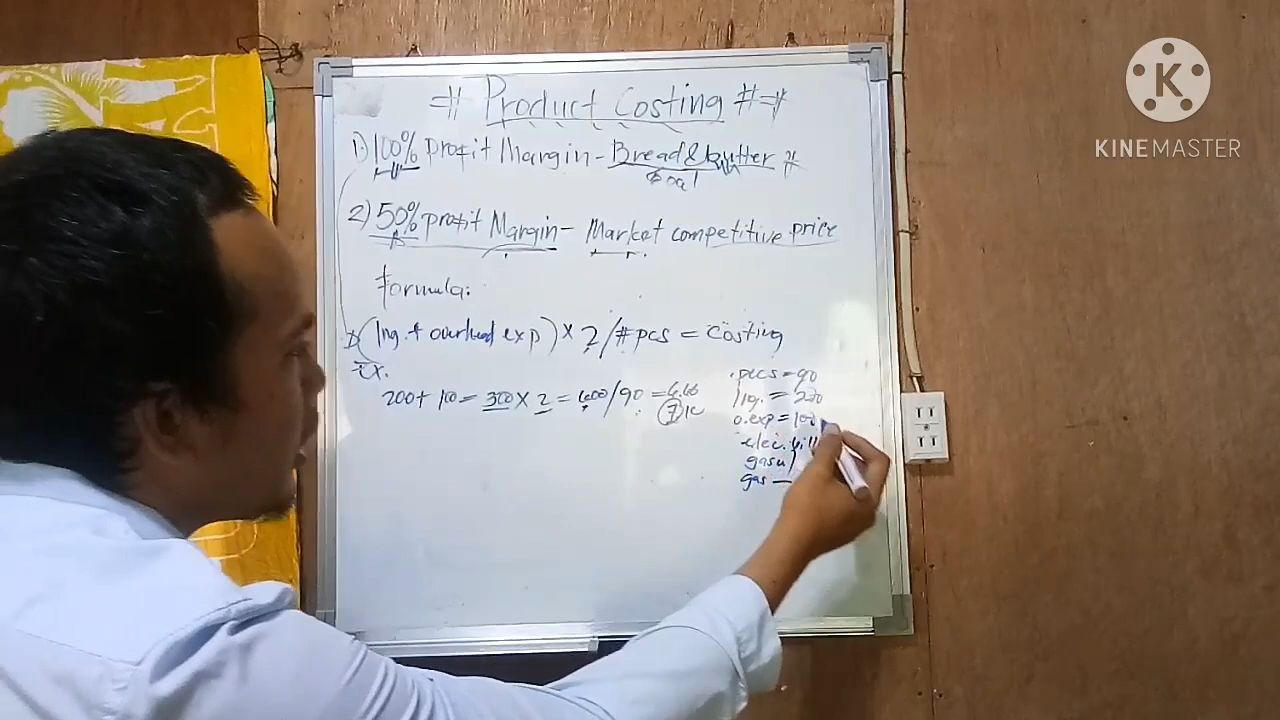 # Product Costing ##
1) 100% profit Margin - Bread & butter #
Goal
2) 50% profit Margin - Market competitive price
formula:
1) (Ing. + overhead exp) × 2 / # pcs = costing
Ex.
200 + 100 = 300 × 2 = 600 / 90 = 6.66
7
pcs = 90
Ing. = 200
o.exp = 100
elec. bill
gasul
gas —
KINEMASTER